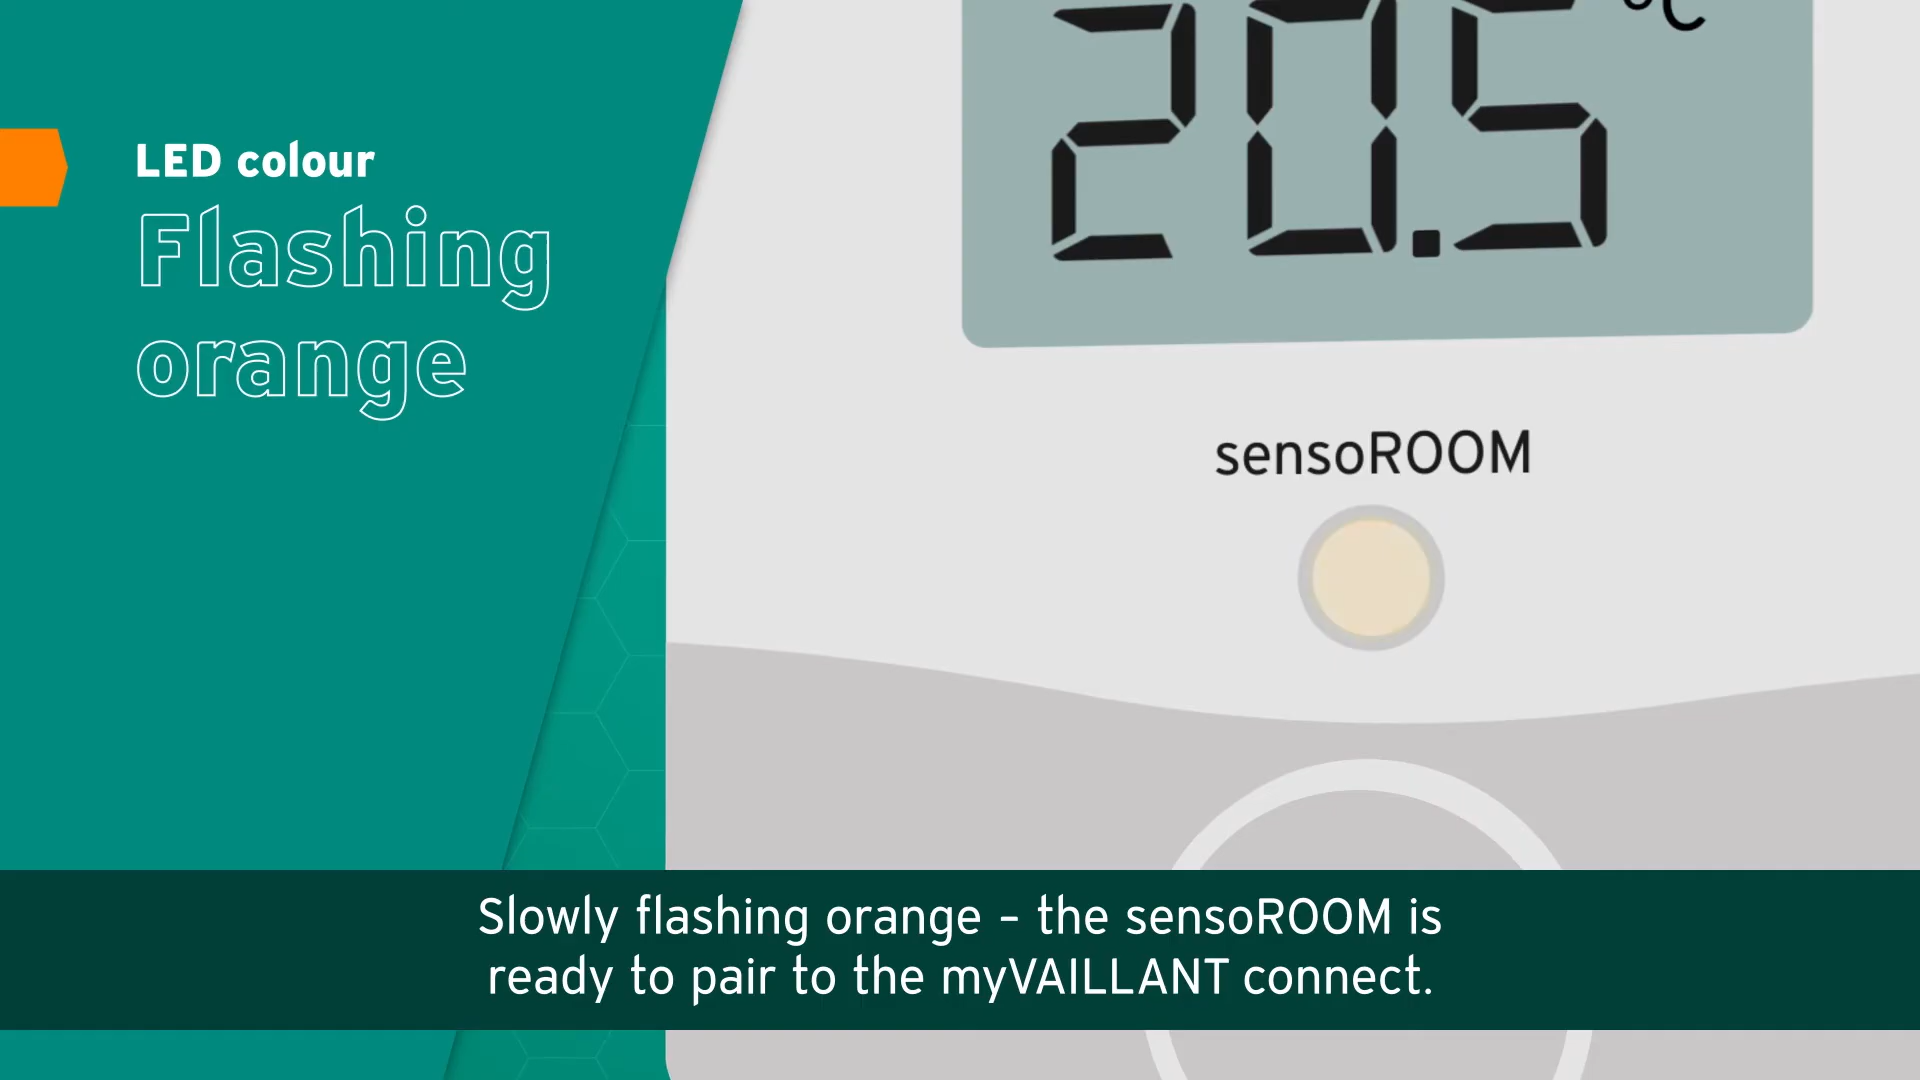 20.5 °C
LED colour
Flashing
orange
sensoROOM
Slowly flashing orange – the sensoROOM is
ready to pair to the myVAILLANT connect.